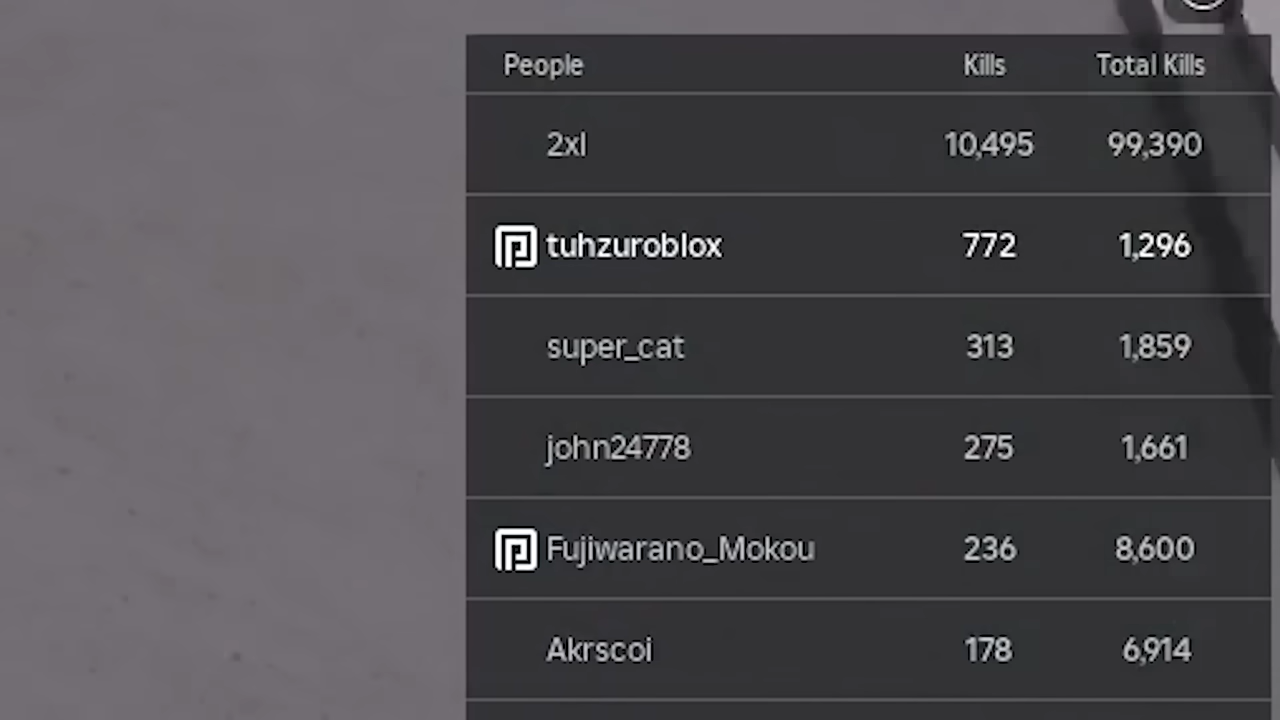 People Kills Total Kills
2xl 10,495 99,390
tuhzuroblox 772 1,296
super_cat 313 1,859
john24778 275 1,661
Fujiwarano_Mokou 236 8,600
Akrscoi 178 6,914